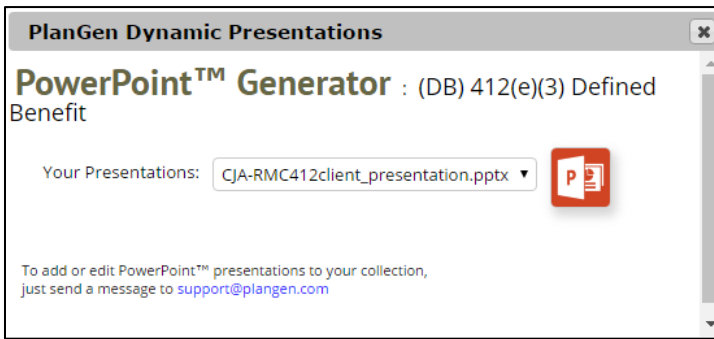 PlanGen Dynamic Presentations
PowerPoint™ Generator : (DB) 412(e)(3) Defined
Benefit
Your Presentations: CJA-RMC412client_presentation.pptx
To add or edit PowerPoint™ presentations to your collection,
just send a message to support@plangen.com